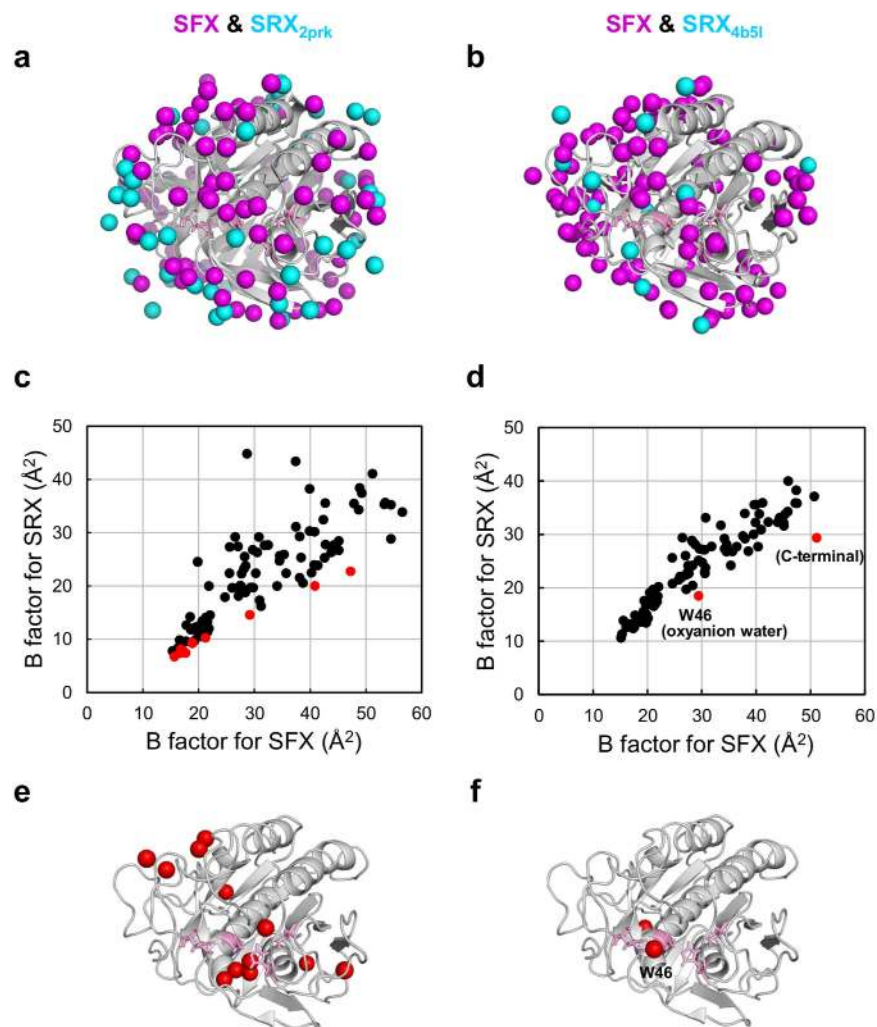 SFX & SRX2prk
SFX & SRX4b5l
a
b
c
d
50
40
30
20
10
0
0 10 20 30 40 50 60
B factor for SRX (Å²)
B factor for SFX (Å²)
50
40
30
20
10
0
0 10 20 30 40 50 60
B factor for SRX (Å²)
B factor for SFX (Å²)
(C-terminal)
W46
(oxyanion water)
e
f
W46